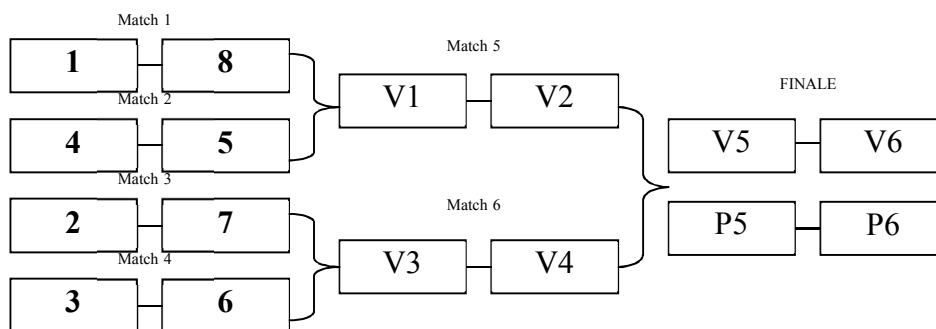 Match 1
1 8
Match 2
4 5
Match 3
2 7
Match 4
3 6
Match 5
V1 V2
Match 6
V3 V4
FINALE
V5 V6
P5 P6